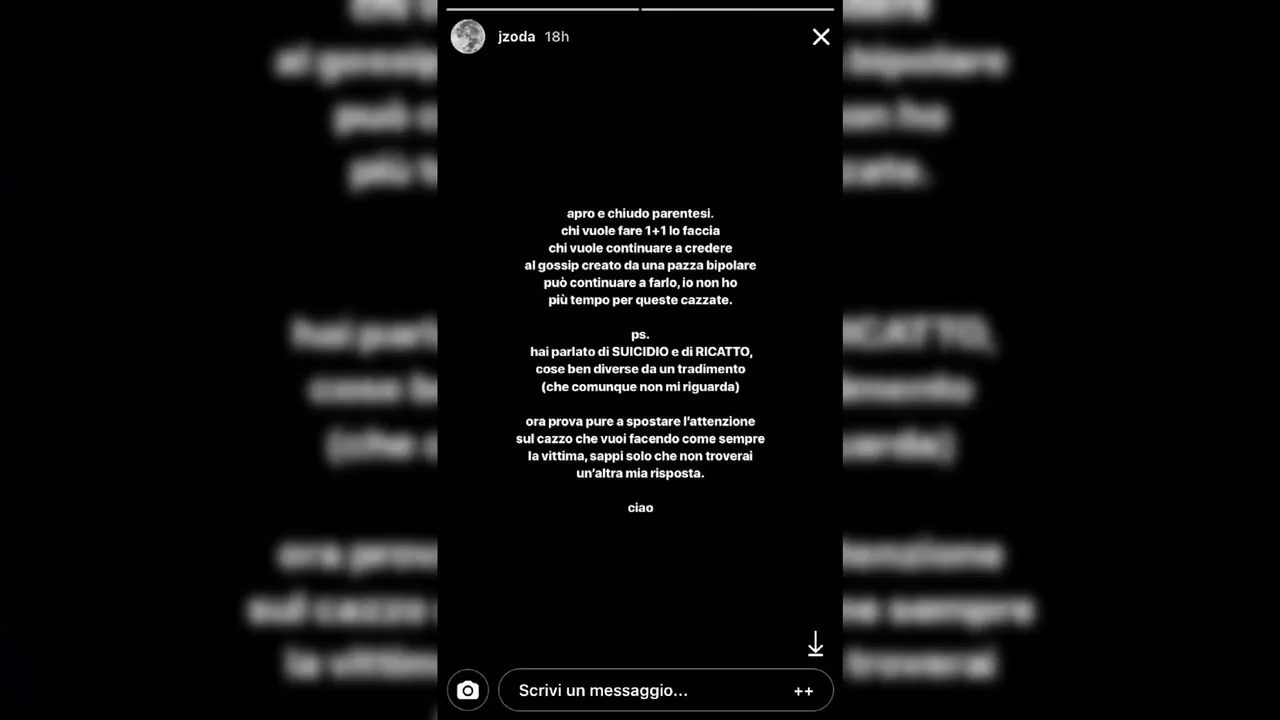 jzoda 18h
apro e chiudo parentesi.
chi vuole fare 1+1 lo faccia
chi vuole continuare a credere
al gossip creato da una pazza bipolare
può continuare a farlo, io non ho
più tempo per queste cazzate.
ps.
hai parlato di SUICIDIO e di RICATTO,
cose ben diverse da un tradimento
(che comunque non mi riguarda)
ora prova pure a spostare l'attenzione
sul cazzo che vuoi facendo come sempre
la vittima, sappi solo che non troverai
un'altra mia risposta.
ciao
Scrivi un messaggio... ++